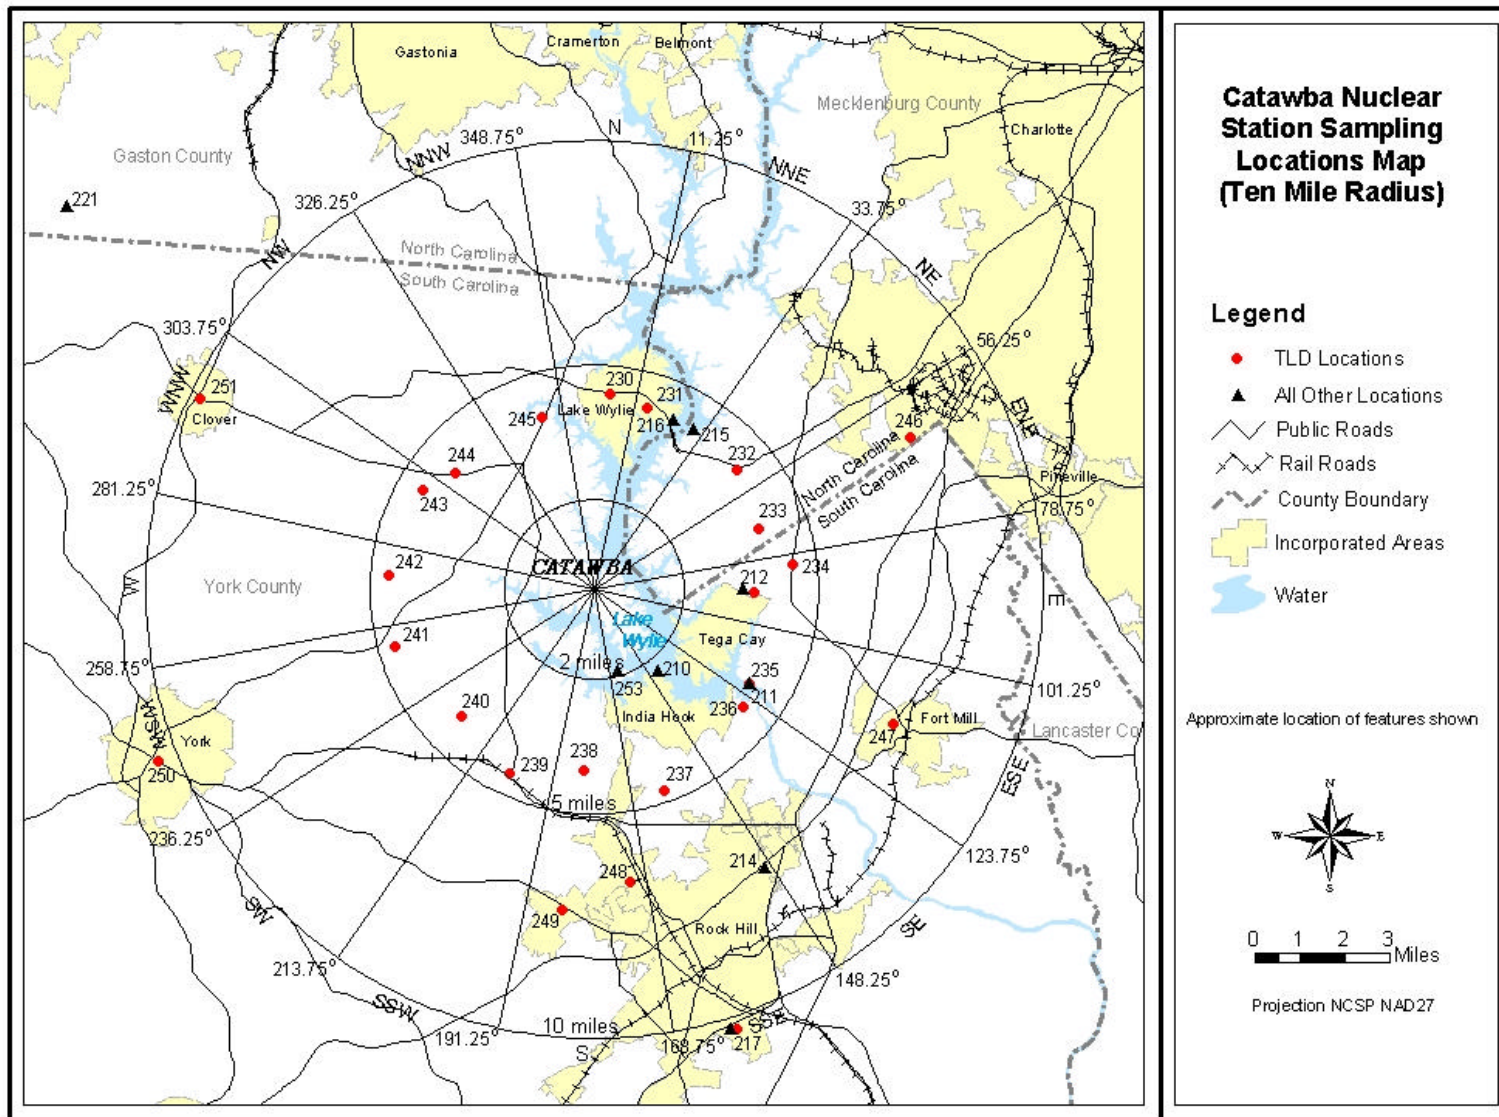 Gastonia
Cramerton
Belmont
Mecklenburg County
Charlotte
Gaston County
348.75°
N
11.25°
NNW
NNE
221
326.25°
33.75°
NW
North Carolina
South Carolina
NE
303.75°
56.25°
WNW
251
Clover
230
231
Lake Wylie
245
216
215
246
ENE
244
232
North Carolina
South Carolina
Pineville
281.25°
243
78.75°
233
242
CATAWBA
234
212
W
York County
E
Lake
Wylie
Tega Cay
241
258.75°
2 miles
210
235
253
211
101.25°
WSW
240
India Hook
236
Fort Mill
247
Lancaster Co
York
250
239
238
237
ESE
5 miles
236.25°
123.75°
214
248
SW
249
Rock Hill
SE
213.75°
148.25°
SSW
10 miles
SSE
191.25°
S
168.75°
217
Catawba Nuclear
Station Sampling
Locations Map
(Ten Mile Radius)
Legend
TLD Locations
All Other Locations
Public Roads
Rail Roads
County Boundary
Incorporated Areas
Water
Approximate location of features shown
N
W
E
S
0 1 2 3
Miles
Projection NCSP NAD27